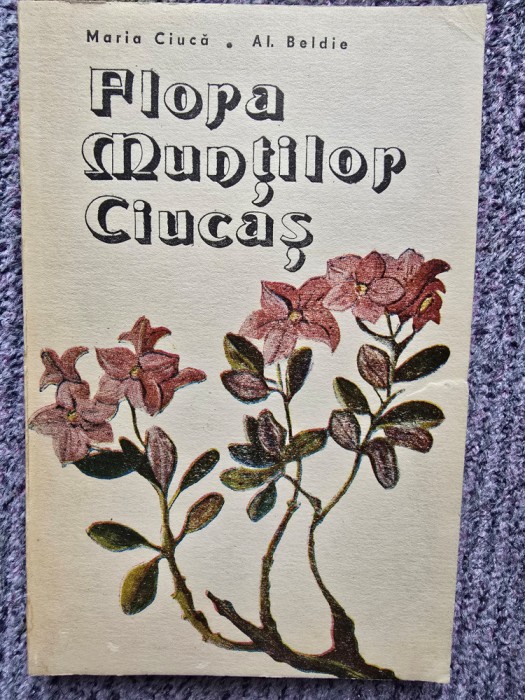 Maria Ciucă • Al. Beldie
Flora
Munților
Ciucaș